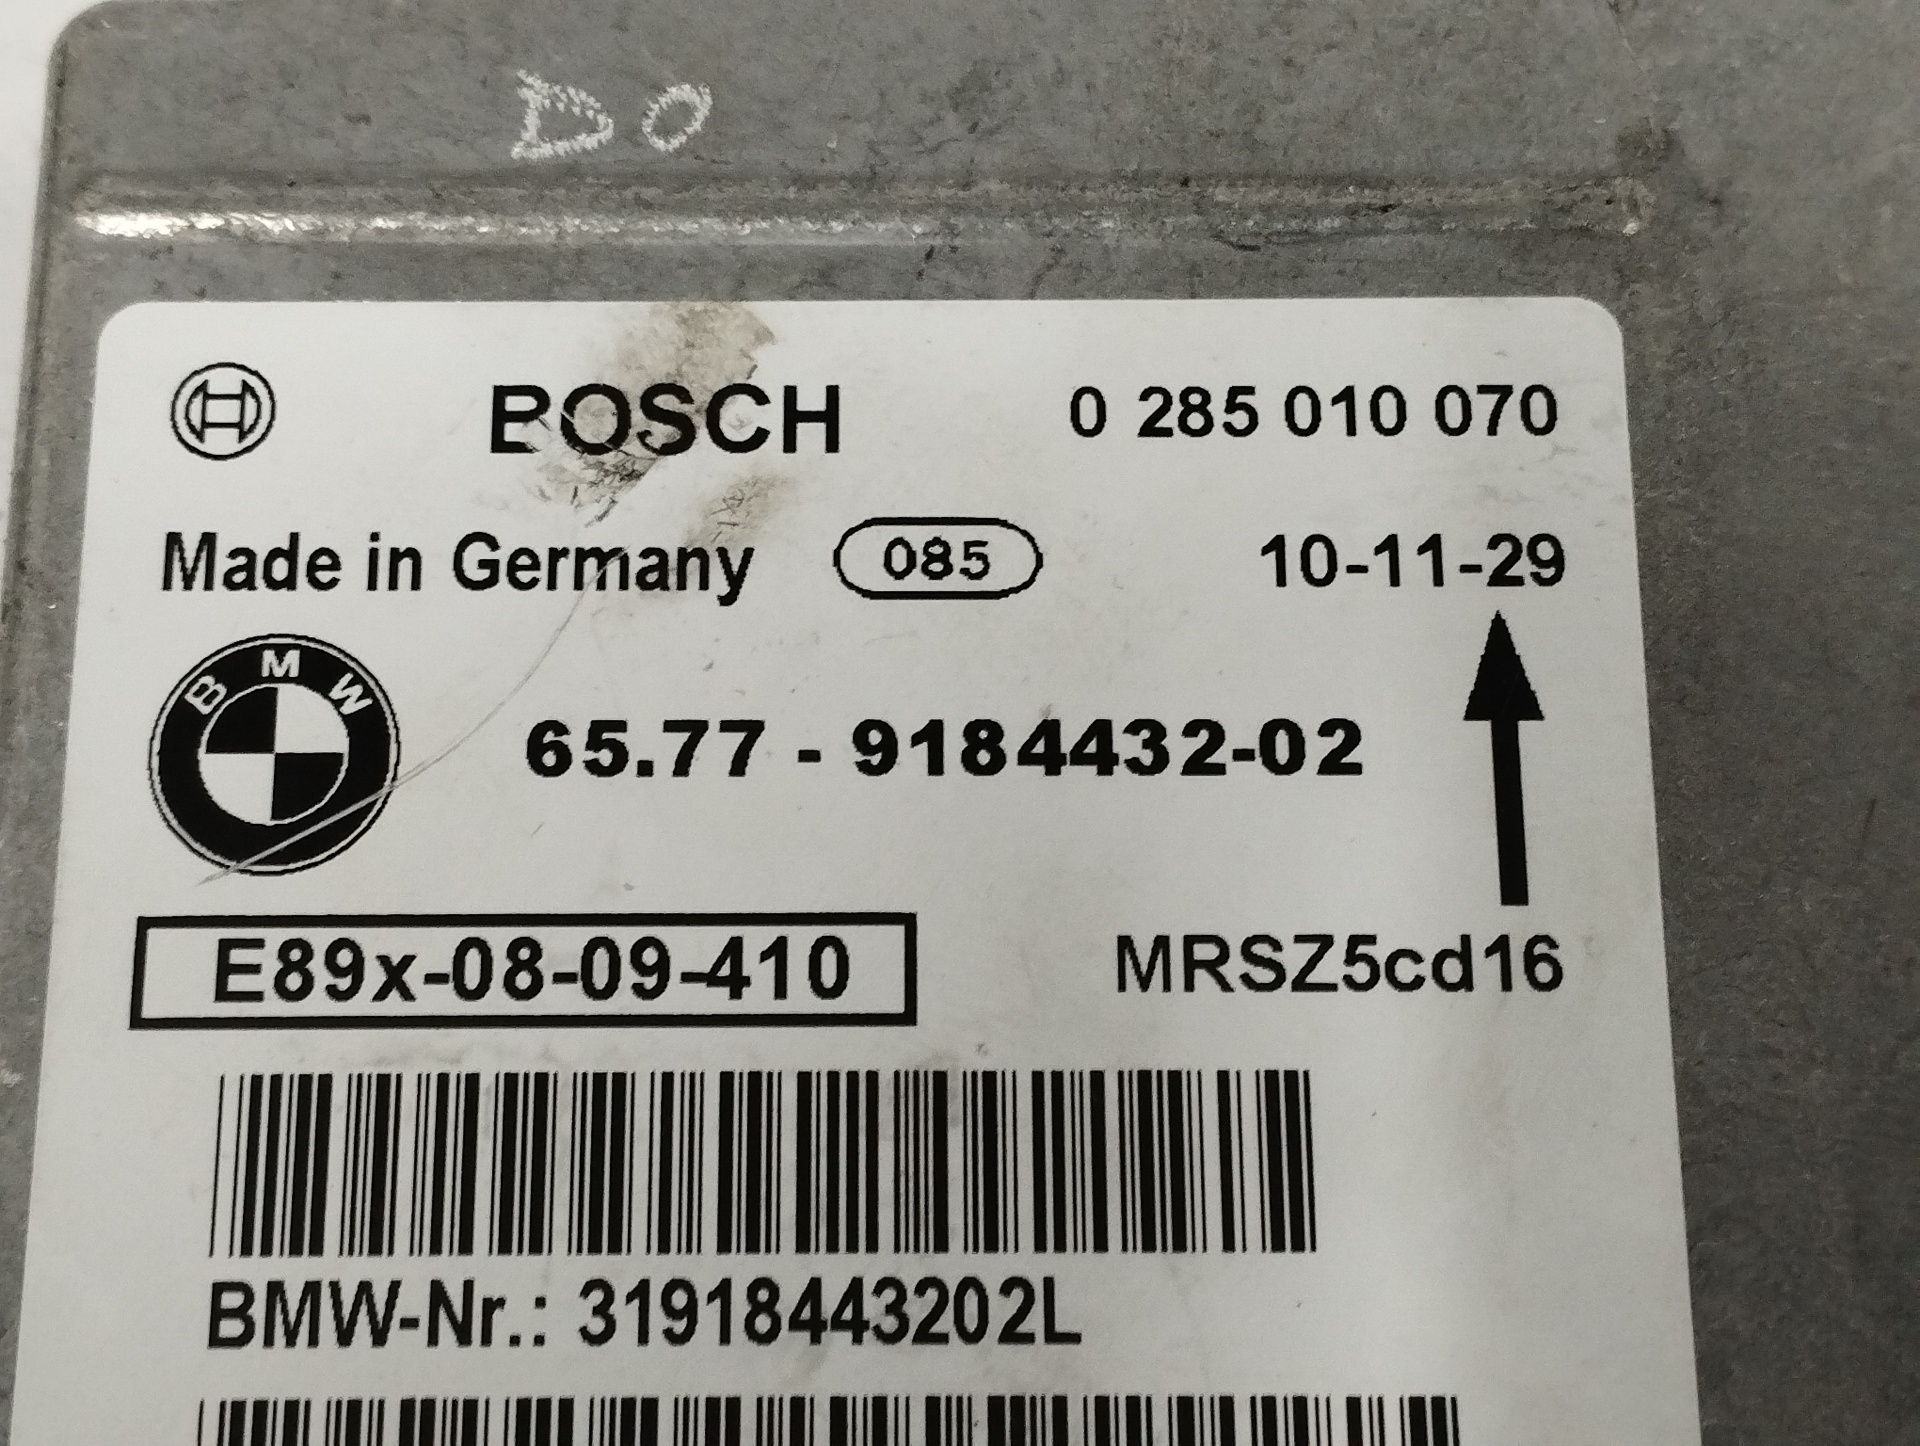 DO
BOSCH 0 285 010 070
Made in Germany 085 10-11-29
BMW
65.77 - 9184432-02
E89x-08-09-410 MRSZ5cd16
BMW-Nr.: 31918443202L